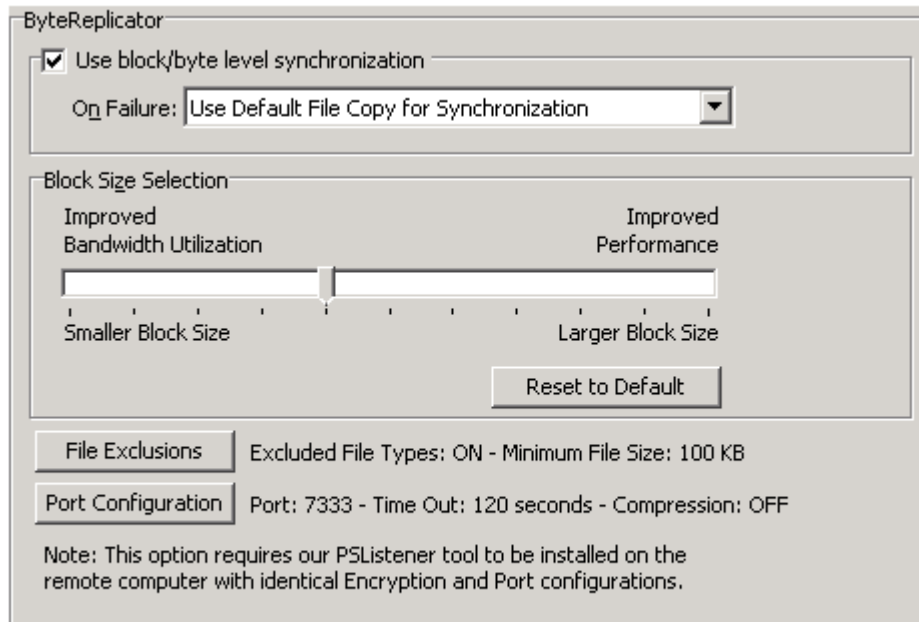 ByteReplicator
Use block/byte level synchronization
On Failure: Use Default File Copy for Synchronization
Block Size Selection
Improved Improved
Bandwidth Utilization Performance
Smaller Block Size Larger Block Size
Reset to Default
File Exclusions Excluded File Types: ON - Minimum File Size: 100 KB
Port Configuration Port: 7333 - Time Out: 120 seconds - Compression: OFF
Note: This option requires our PSListener tool to be installed on the
remote computer with identical Encryption and Port configurations.